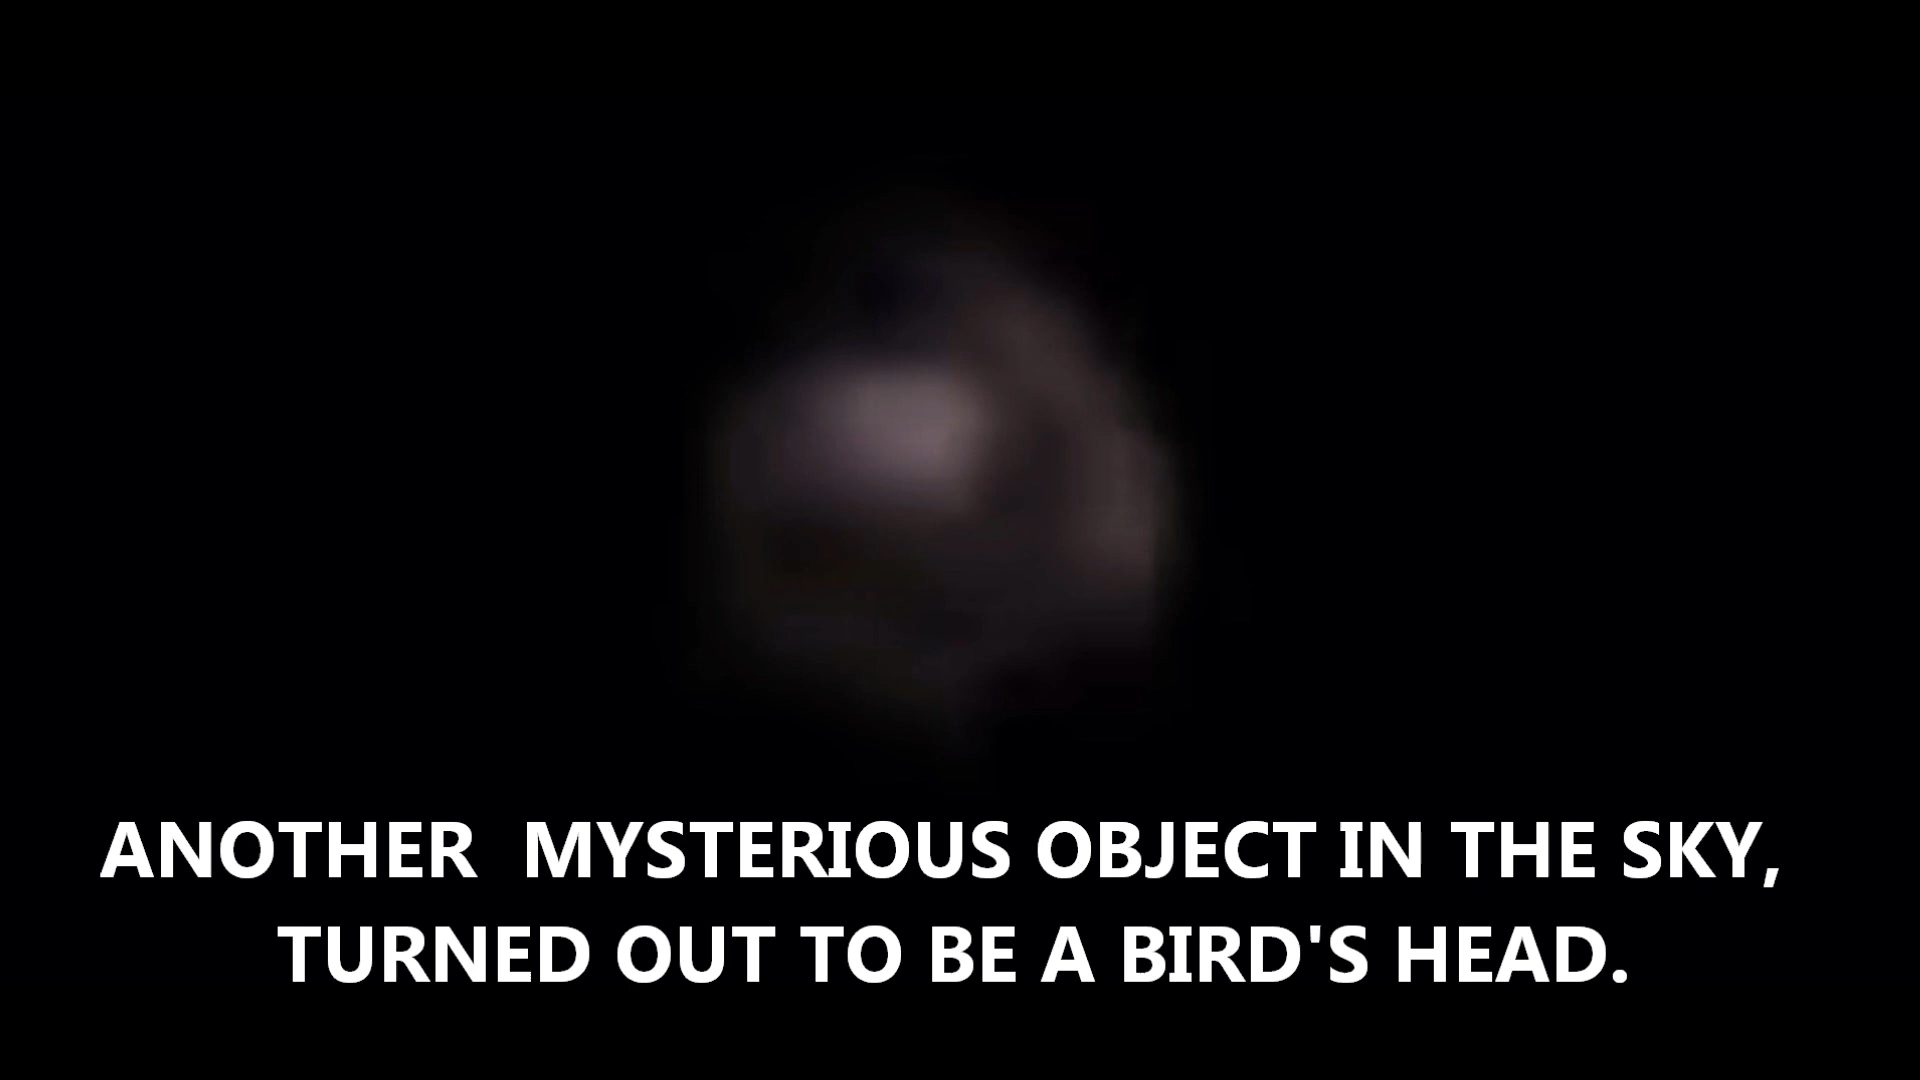 ANOTHER  MYSTERIOUS OBJECT IN THE SKY,
TURNED OUT TO BE A BIRD'S HEAD.